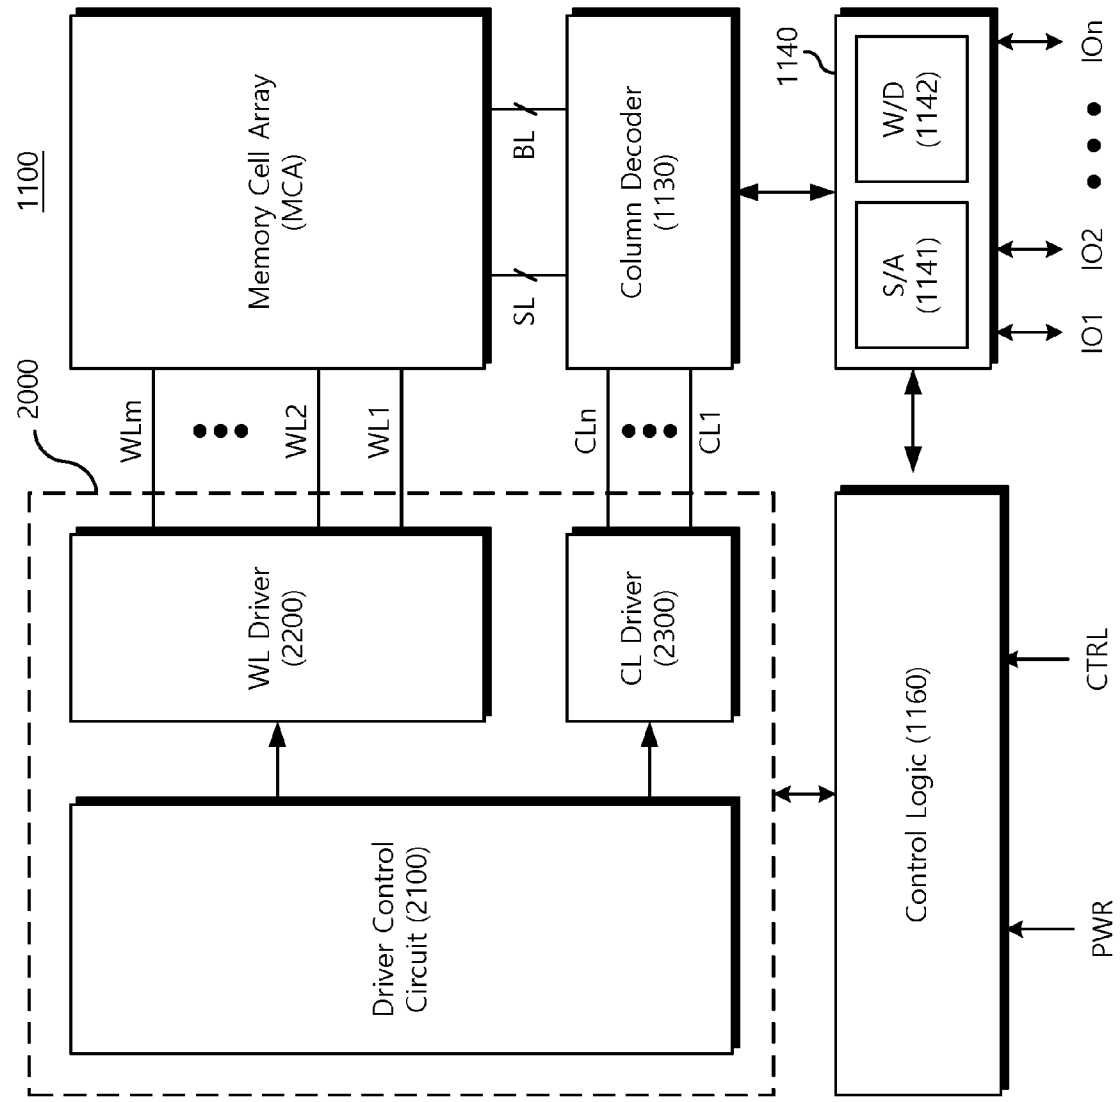 1100
2000
Driver Control
Circuit (2100)
WL Driver
(2200)
WLm
WL2
WL1
Memory Cell Array
(MCA)
SL
BL
CL Driver
(2300)
CLn
CL1
Column Decoder
(1130)
1140
S/A
(1141)
W/D
(1142)
Control Logic (1160)
PWR
CTRL
IO1
IO2
IOn